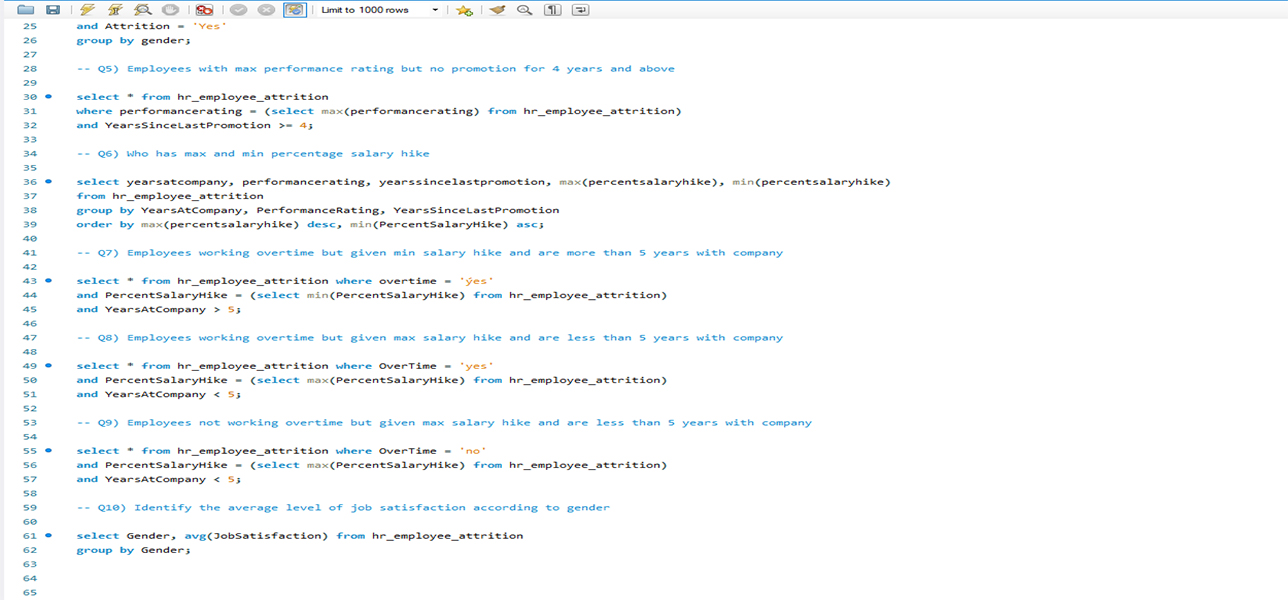 Limit to 1000 rows
25 and Attrition = 'Yes'
26 group by gender;
27
28 -- Q5) Employees with max performance rating but no promotion for 4 years and above
29
30 select * from hr_employee_attrition
31 where performancerating = (select max(performancerating) from hr_employee_attrition)
32 and YearsSinceLastPromotion >= 4;
33
34 -- Q6) Who has max and min percentage salary hike
35
36 select yearsatcompany, performancerating, yearssincelastpromotion, max(percentsalaryhike), min(percentsalaryhike)
37 from hr_employee_attrition
38 group by YearsAtCompany, PerformanceRating, YearsSinceLastPromotion
39 order by max(percentsalaryhike) desc, min(PercentSalaryHike) asc;
40
41 -- Q7) Employees working overtime but given min salary hike and are more than 5 years with company
42
43 select * from hr_employee_attrition where overtime = 'yes'
44 and PercentSalaryHike = (select min(PercentSalaryHike) from hr_employee_attrition)
45 and YearsAtCompany > 5;
46
47 -- Q8) Employees working overtime but given max salary hike and are less than 5 years with company
48
49 select * from hr_employee_attrition where OverTime = 'yes'
50 and PercentSalaryHike = (select max(PercentSalaryHike) from hr_employee_attrition)
51 and YearsAtCompany < 5;
52
53 -- Q9) Employees not working overtime but given max salary hike and are less than 5 years with company
54
55 select * from hr_employee_attrition where OverTime = 'no'
56 and PercentSalaryHike = (select max(PercentSalaryHike) from hr_employee_attrition)
57 and YearsAtCompany < 5;
58
59 -- Q10) Identify the average level of job satisfaction according to gender
60
61 select Gender, avg(JobSatisfaction) from hr_employee_attrition
62 group by Gender;
63
64
65